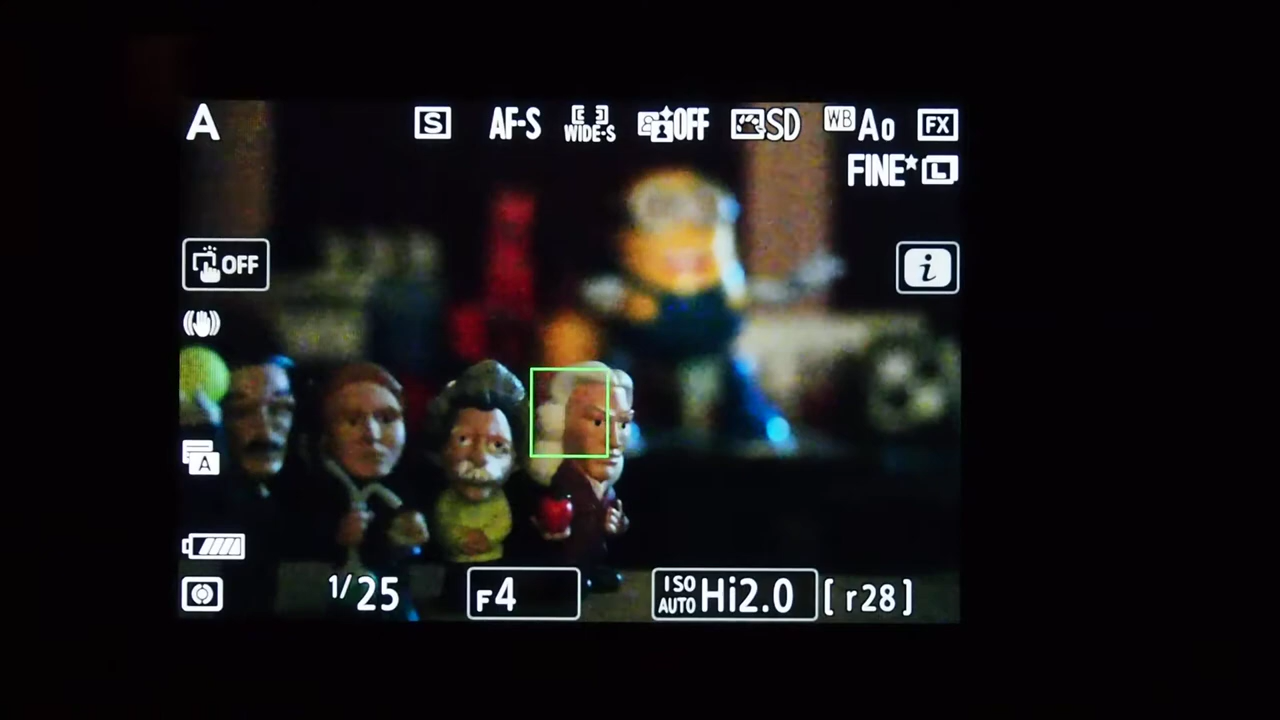 A S AF-S WIDE-S OFF SD WB A0 FX
FINE★ L
OFF
i
A
1/25 F4 ISO AUTO Hi2.0 [ r28 ]